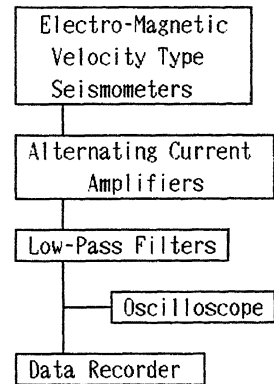 Electro-Magnetic
Velocity Type
Seismometers
Alternating Current
Amplifiers
Low-Pass Filters
Oscilloscope
Data Recorder